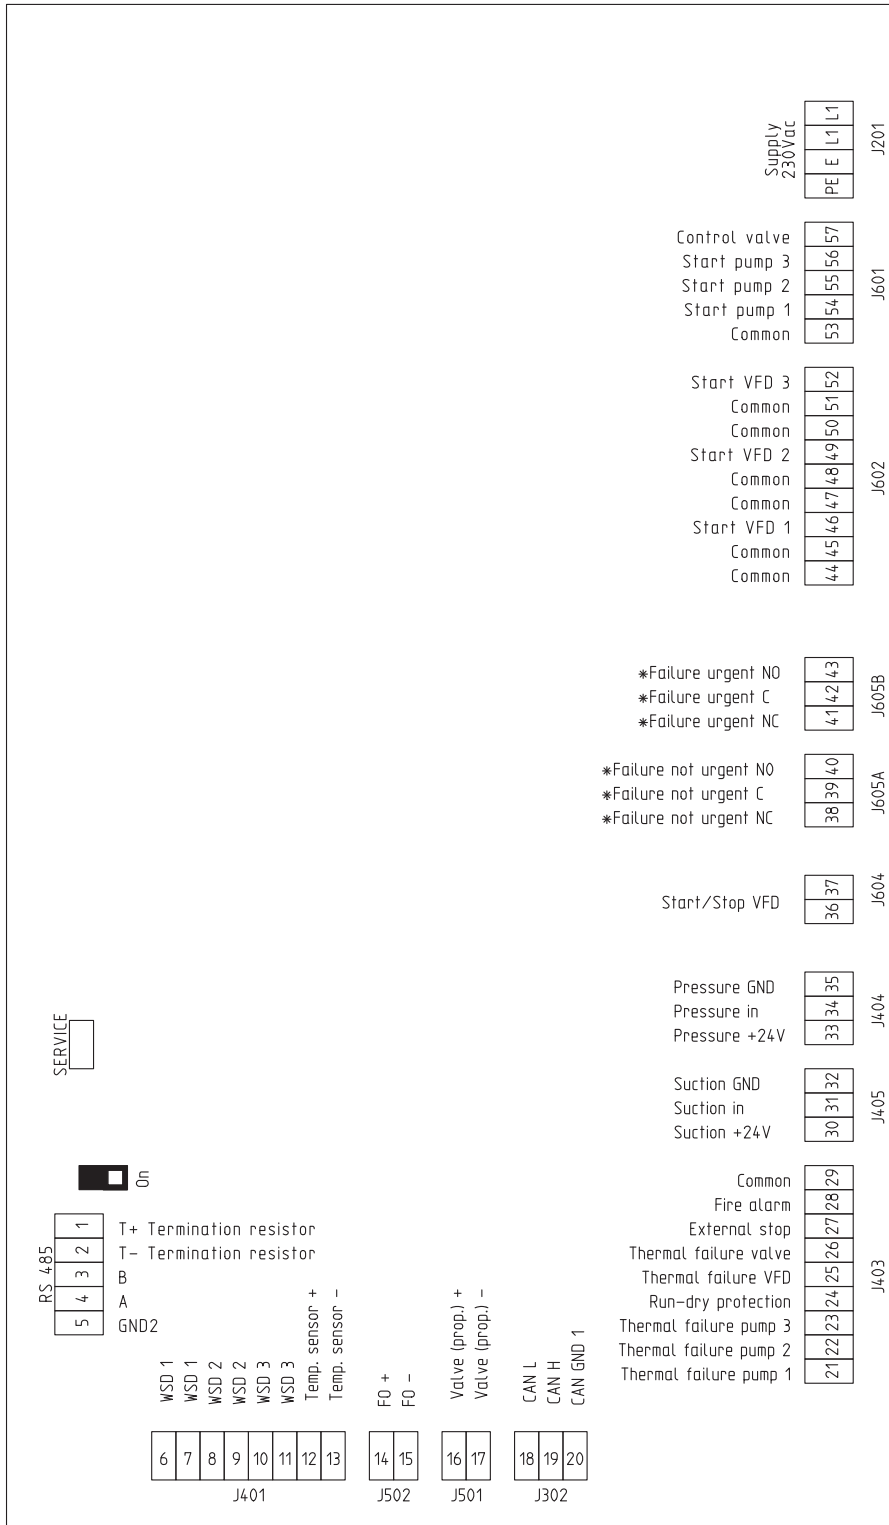 Supply
230Vac
L1
L1
E
PE
J201
Control valve 57
Start pump 3 56
Start pump 2 55
Start pump 1 54
Common 53
J601
Start VFD 3 52
Common 51
Common 50
Start VFD 2 49
Common 48
Common 47
Start VFD 1 46
Common 45
Common 44
J602
*Failure urgent NO 43
*Failure urgent C 42
*Failure urgent NC 41
J605B
*Failure not urgent NO 40
*Failure not urgent C 39
*Failure not urgent NC 38
J605A
Start/Stop VFD 37
36
J604
Pressure GND 35
Pressure in 34
Pressure +24V 33
J404
SERVICE
Suction GND 32
Suction in 31
Suction +24V 30
J405
On
Common 29
Fire alarm 28
External stop 27
Thermal failure valve 26
Thermal failure VFD 25
Run-dry protection 24
Thermal failure pump 3 23
Thermal failure pump 2 22
Thermal failure pump 1 21
J403
RS 485
1 T+ Termination resistor
2 T- Termination resistor
3 B
4 A
5 GND2
WSD 1 6
WSD 1 7
WSD 2 8
WSD 2 9
WSD 3 10
WSD 3 11
Temp. sensor + 12
Temp. sensor - 13
J401
FO + 14
FO - 15
J502
Valve (prop.) + 16
Valve (prop.) - 17
J501
CAN L 18
CAN H 19
CAN GND 1 20
J302